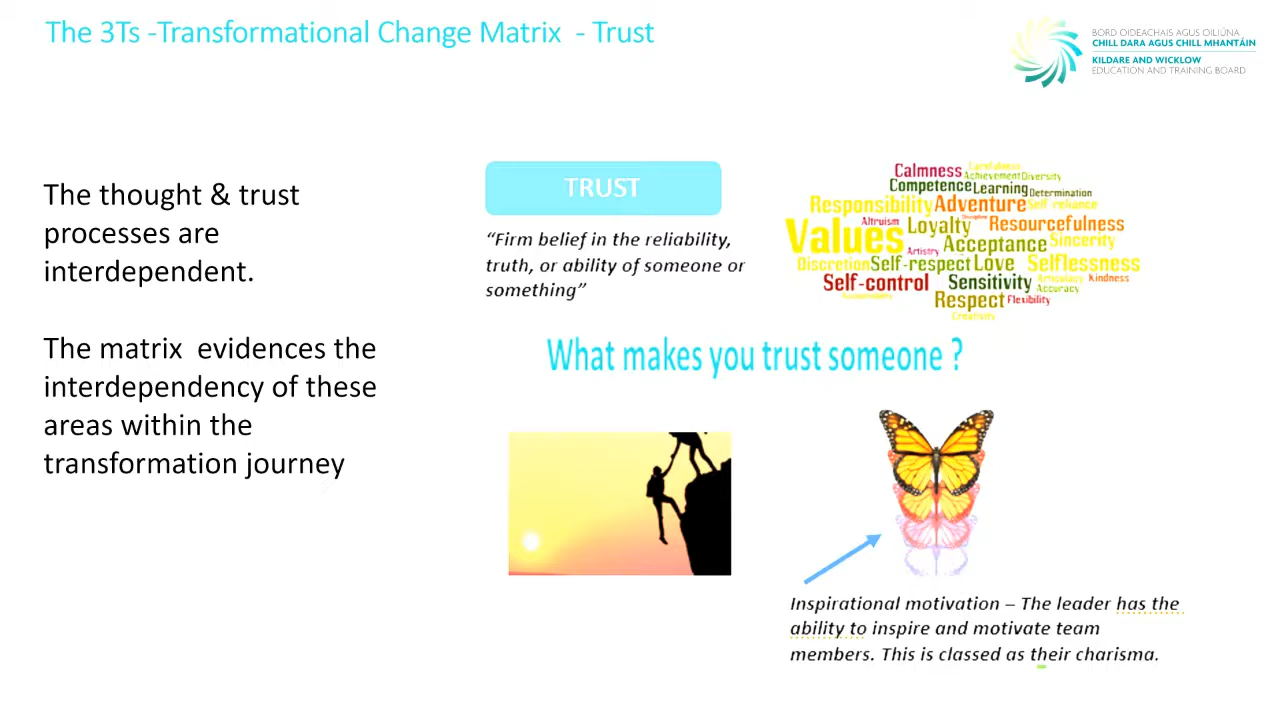 The 3Ts -Transformational Change Matrix  - Trust
BORD OIDEACHAIS AGUS OILIÚNA
CHILL DARA AGUS CHILL MHANTÁIN
KILDARE AND WICKLOW
EDUCATION AND TRAINING BOARD
The thought & trust
processes are
interdependent.
The matrix  evidences the
interdependency of these
areas within the
transformation journey
TRUST
“Firm belief in the reliability,
truth, or ability of someone or
something”
Calmness Carefulness
Achievement Diversity
Competence Learning Determination
Responsibility Adventure Self-reliance
Altruism Loyalty Discipline Resourcefulness
Values Artistry Acceptance Sincerity
Discretion Self-respect Love Selflessness
Self-control Sensitivity Articulacy Kindness
Accuracy
Respect Flexibility
Creativity
What makes you trust someone ?
Inspirational motivation – The leader has the
ability to inspire and motivate team
members. This is classed as their charisma.